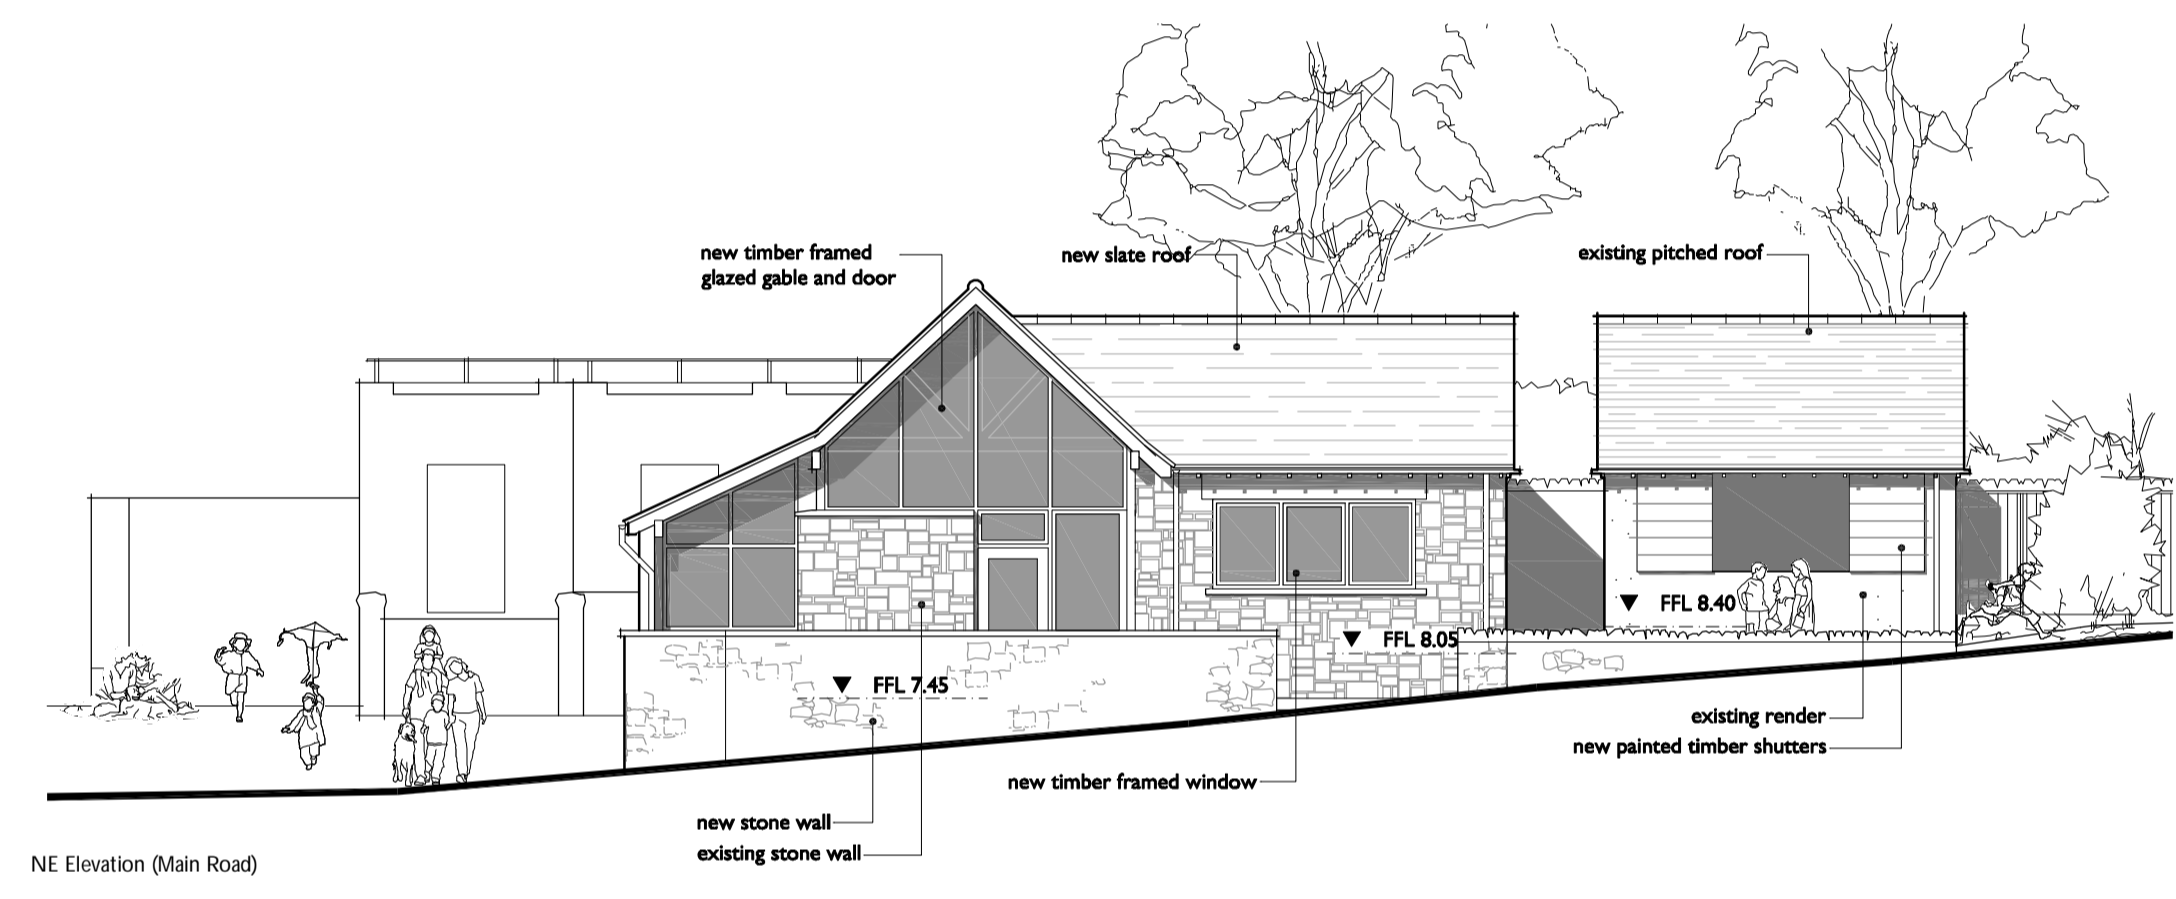 new timber framed
glazed gable and door
new slate roof
existing pitched roof
FFL 8.40
FFL 8.05
FFL 7.45
existing render
new painted timber shutters
new timber framed window
new stone wall
existing stone wall
NE Elevation (Main Road)